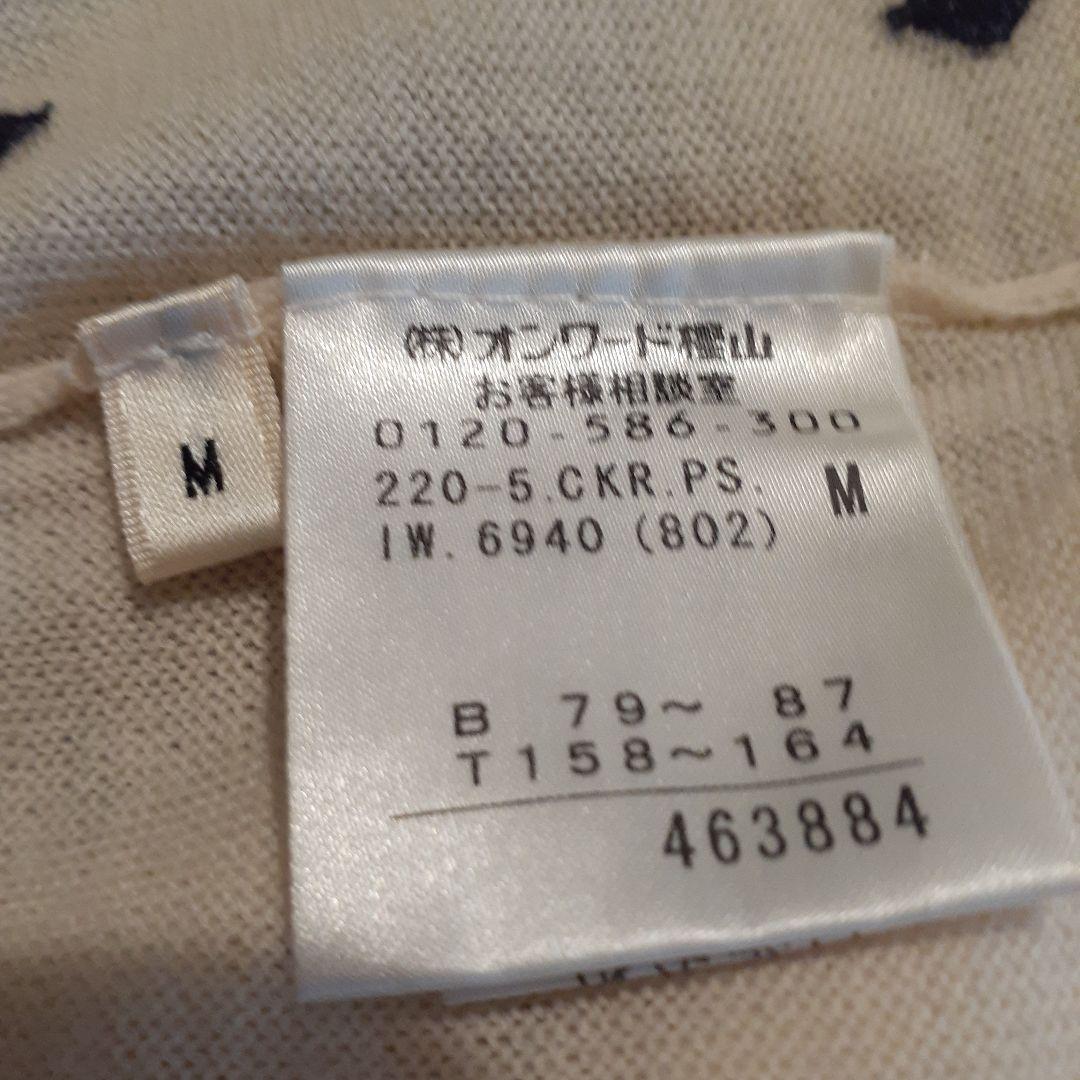 M
(株)オンワード樫山
お客様相談室
0120-586-300
220-5.CKR.PS. M
IW. 6940 (802)
B 79～ 87
T158～164
463884